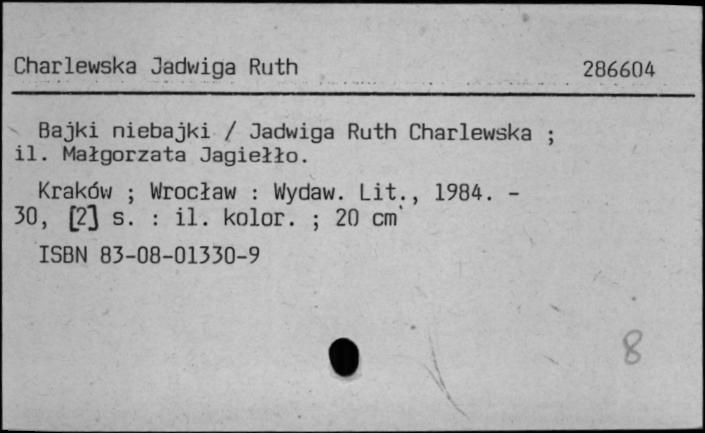 Charlewska Jadwiga Ruth 286604
Bajki niebajki / Jadwiga Ruth Charlewska ;
il. Małgorzata Jagiełło.
Kraków ; Wrocław : Wydaw. Lit., 1984. -
30, [2] s. : il. kolor. ; 20 cm
ISBN 83-08-01330-9
8